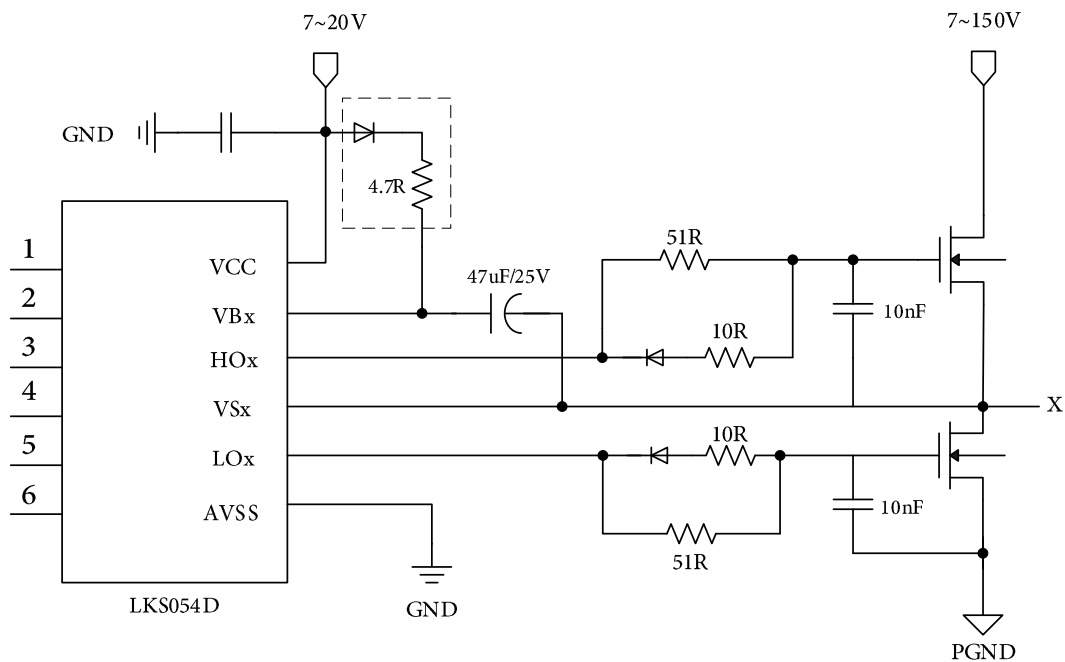 7~20V
7~150V
GND
4.7R
1
2
3
4
5
6
VCC
VBx
HOx
VSx
LOx
AVSS
47uF/25V
51R
10R
10nF
X
10R
51R
10nF
LKS054D
GND
PGND